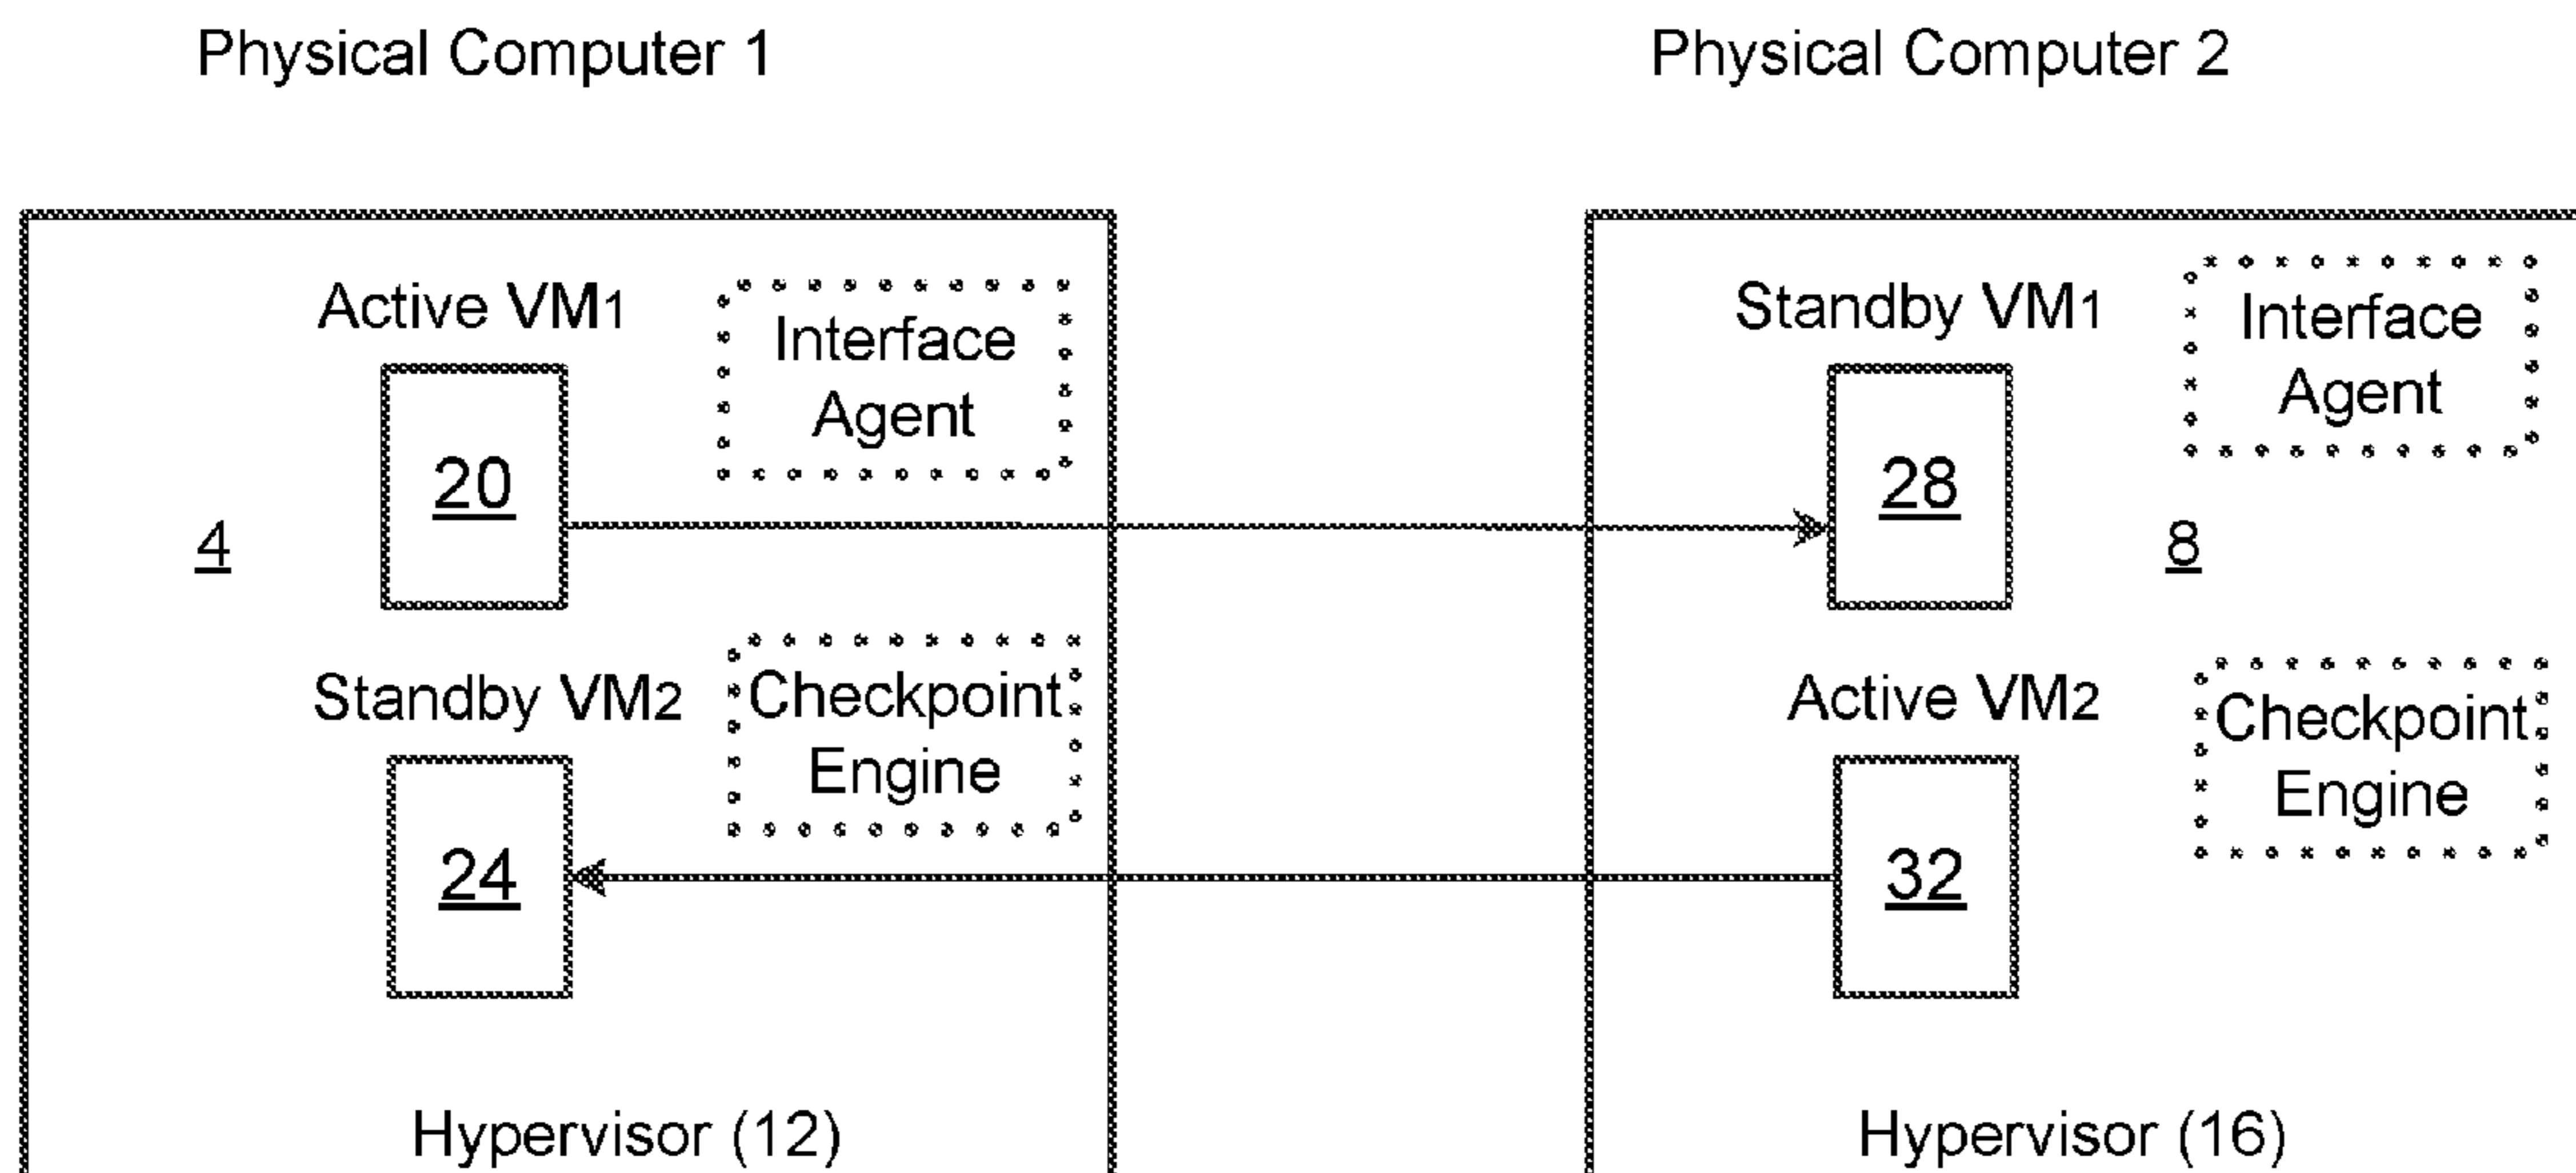 Physical Computer 1
Physical Computer 2
Active VM1
Interface
Agent
20
4
Standby VM2
Checkpoint
Engine
24
Hypervisor (12)
Standby VM1
Interface
Agent
28
8
Active VM2
Checkpoint
Engine
32
Hypervisor (16)